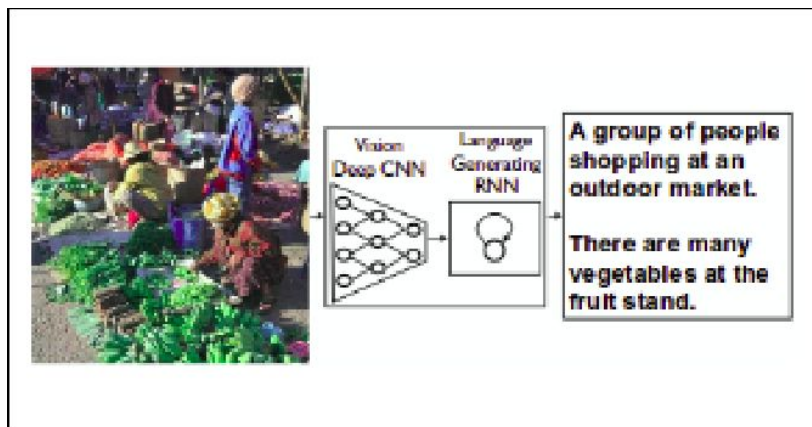 Vision
Deep CNN
Language
Generating
RNN
A group of people
shopping at an
outdoor market.
There are many
vegetables at the
fruit stand.